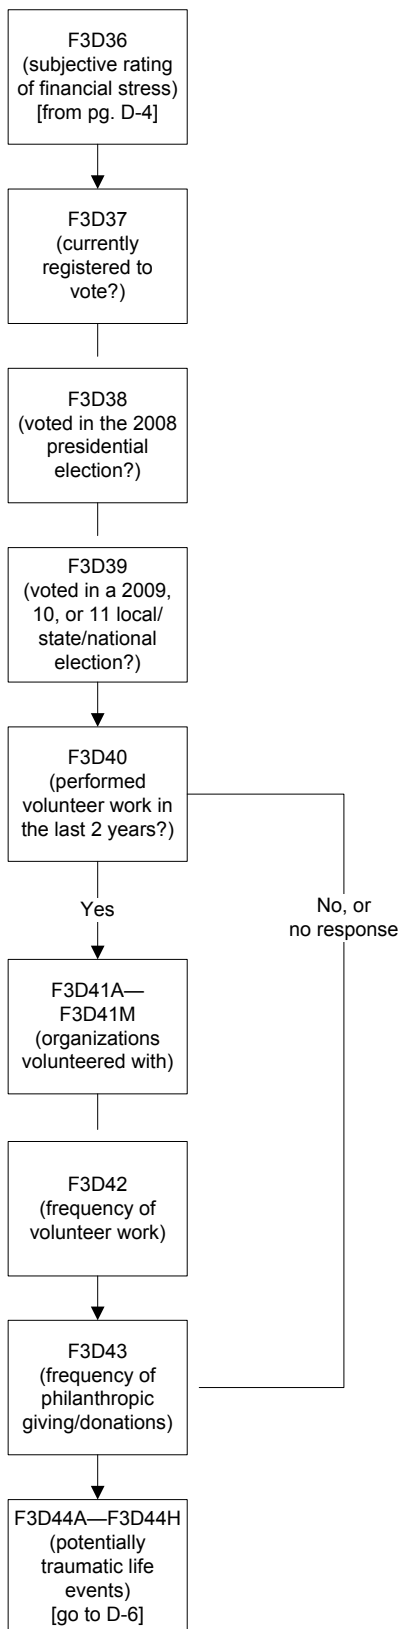 F3D36
(subjective rating
of financial stress)
[from pg. D-4]
F3D37
(currently
registered to
vote?)
F3D38
(voted in the 2008
presidential
election?)
F3D39
(voted in a 2009,
10, or 11 local/
state/national
election?)
F3D40
(performed
volunteer work in
the last 2 years?)
Yes
No, or
no response
F3D41A—
F3D41M
(organizations
volunteered with)
F3D42
(frequency of
volunteer work)
F3D43
(frequency of
philanthropic
giving/donations)
F3D44A—F3D44H
(potentially
traumatic life
events)
[go to D-6]